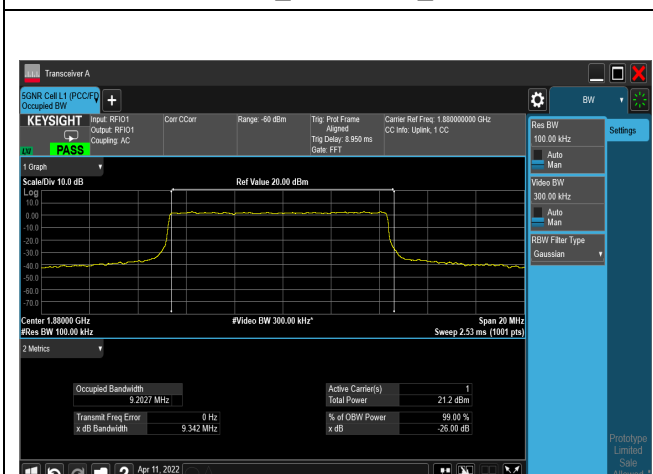 Transceiver A
5GNR Cell L1 (PCC/FD
Occupied BW
BW
KEYSIGHT
Input: RFIO1
Output: RFIO1
Coupling: AC
Corr CCorr
Range: -60 dBm
Trig: Prot Frame
Aligned
Trig Delay: 8.950 ms
Gate: FFT
Carrier Ref Freq: 1.880000000 GHz
CC Info: Uplink, 1 CC
PASS
Res BW
100.00 kHz
Auto
Man
Settings
Video BW
300.00 kHz
Auto
Man
RBW Filter Type
Gaussian
1 Graph
Scale/Div 10.0 dB
Ref Value 20.00 dBm
Log
10.0
0.00
-10.0
-20.0
-30.0
-40.0
-50.0
-60.0
-70.0
Center 1.88000 GHz
#Video BW 300.00 kHz*
Span 20 MHz
#Res BW 100.00 kHz
Sweep 2.53 ms (1001 pts)
2 Metrics
Occupied Bandwidth
9.2027 MHz
Active Carrier(s) 1
Total Power 21.2 dBm
Transmit Freq Error 0 Hz
x dB Bandwidth 9.342 MHz
% of OBW Power 99.00 %
x dB -26.00 dB
Prototype
Limited
Sale
Apr 11, 2022